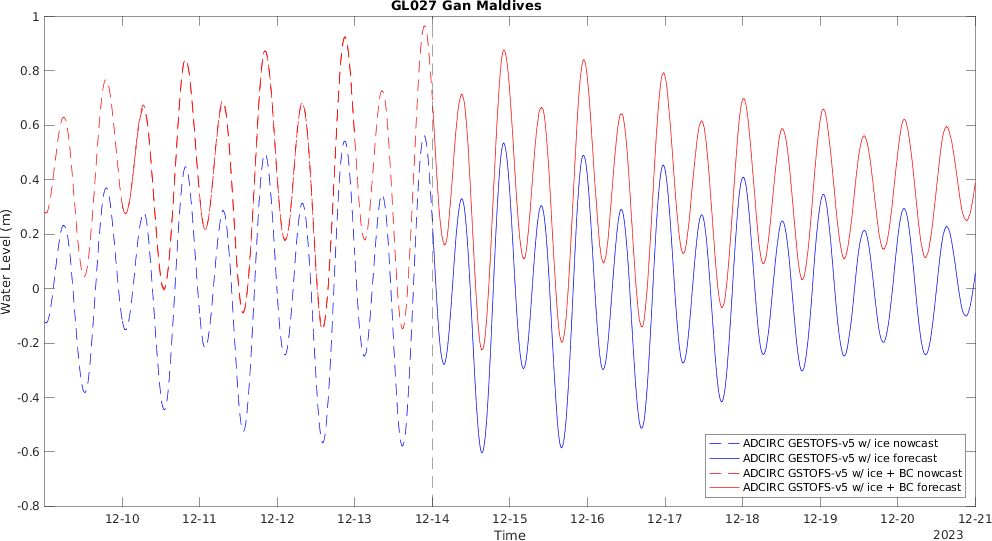 GL027 Gan Maldives
Water Level (m)
1
0.8
0.6
0.4
0.2
0
-0.2
-0.4
-0.6
-0.8
ADCIRC GESTOFS-v5 w/ ice nowcast
ADCIRC GESTOFS-v5 w/ ice forecast
ADCIRC GSTOFS-v5 w/ ice + BC nowcast
ADCIRC GSTOFS-v5 w/ ice + BC forecast
12-10 12-11 12-12 12-13 12-14 12-15 12-16 12-17 12-18 12-19 12-20 12-21
Time
2023